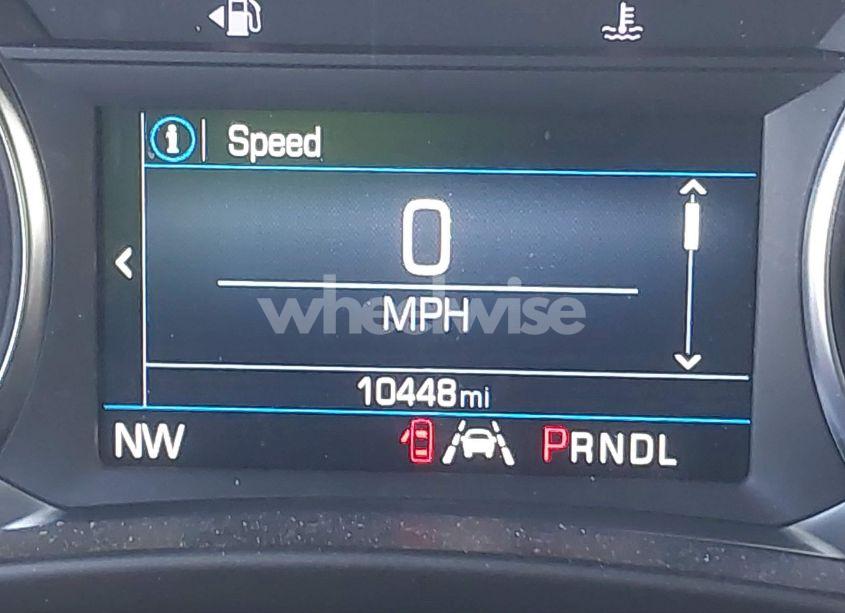 Speed
0
MPH
wheelwise
10448mi
NW
PRNDL